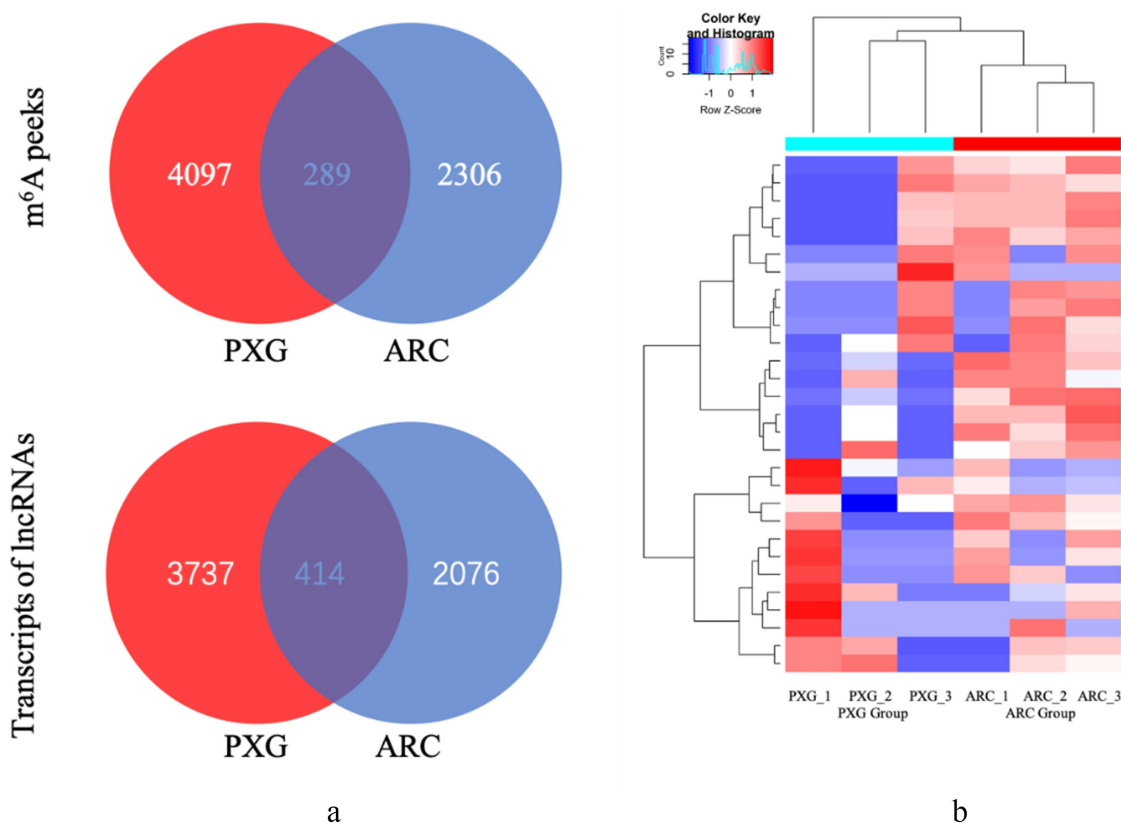 m⁶A peeks
4097
289
2306
PXG
ARC
Transcripts of lncRNAs
3737
414
2076
PXG
ARC
a
Color Key
and Histogram
Count
0
10
-1
0
1
Row Z-Score
PXG_1
PXG_2
PXG_3
ARC_1
ARC_2
ARC_3
PXG Group
ARC Group
b